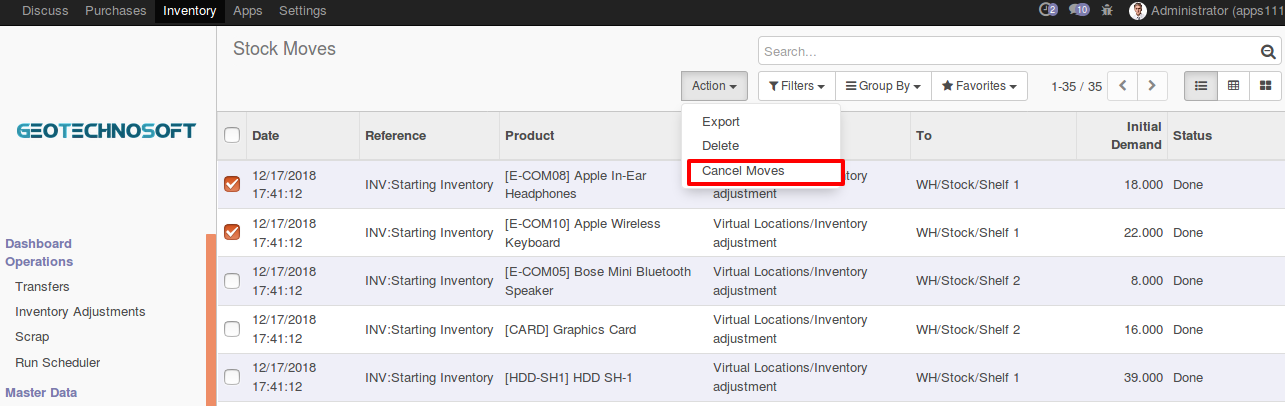 Discuss Purchases Inventory Apps Settings 2 10 Administrator (apps111
Stock Moves
Search...
Action Filters Group By Favorites 1-35 / 35
GEOTECHNOSOFT
Export
Delete
Cancel Moves
Date Reference Product To Initial Demand Status
12/17/2018 17:41:12 INV:Starting Inventory [E-COM08] Apple In-Ear Headphones ntory adjustment WH/Stock/Shelf 1 18.000 Done
12/17/2018 17:41:12 INV:Starting Inventory [E-COM10] Apple Wireless Keyboard Virtual Locations/Inventory adjustment WH/Stock/Shelf 1 22.000 Done
12/17/2018 17:41:12 INV:Starting Inventory [E-COM05] Bose Mini Bluetooth Speaker Virtual Locations/Inventory adjustment WH/Stock/Shelf 2 8.000 Done
12/17/2018 17:41:12 INV:Starting Inventory [CARD] Graphics Card Virtual Locations/Inventory adjustment WH/Stock/Shelf 2 16.000 Done
12/17/2018 17:41:12 INV:Starting Inventory [HDD-SH1] HDD SH-1 Virtual Locations/Inventory adjustment WH/Stock/Shelf 1 39.000 Done
Dashboard
Operations
Transfers
Inventory Adjustments
Scrap
Run Scheduler
Master Data